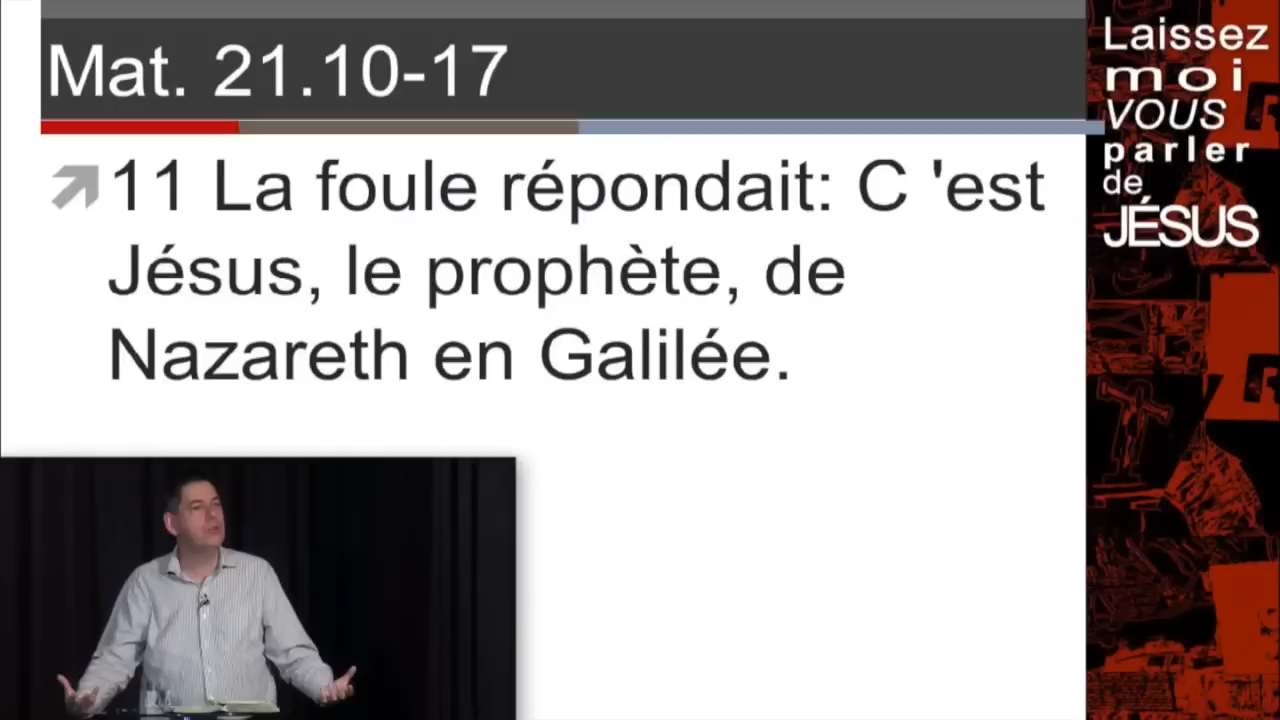 Mat. 21.10-17
11 La foule répondait: C 'est
Jésus, le prophète, de
Nazareth en Galilée.
Laissez
moi
VOUS
parler
de
JÉSUS